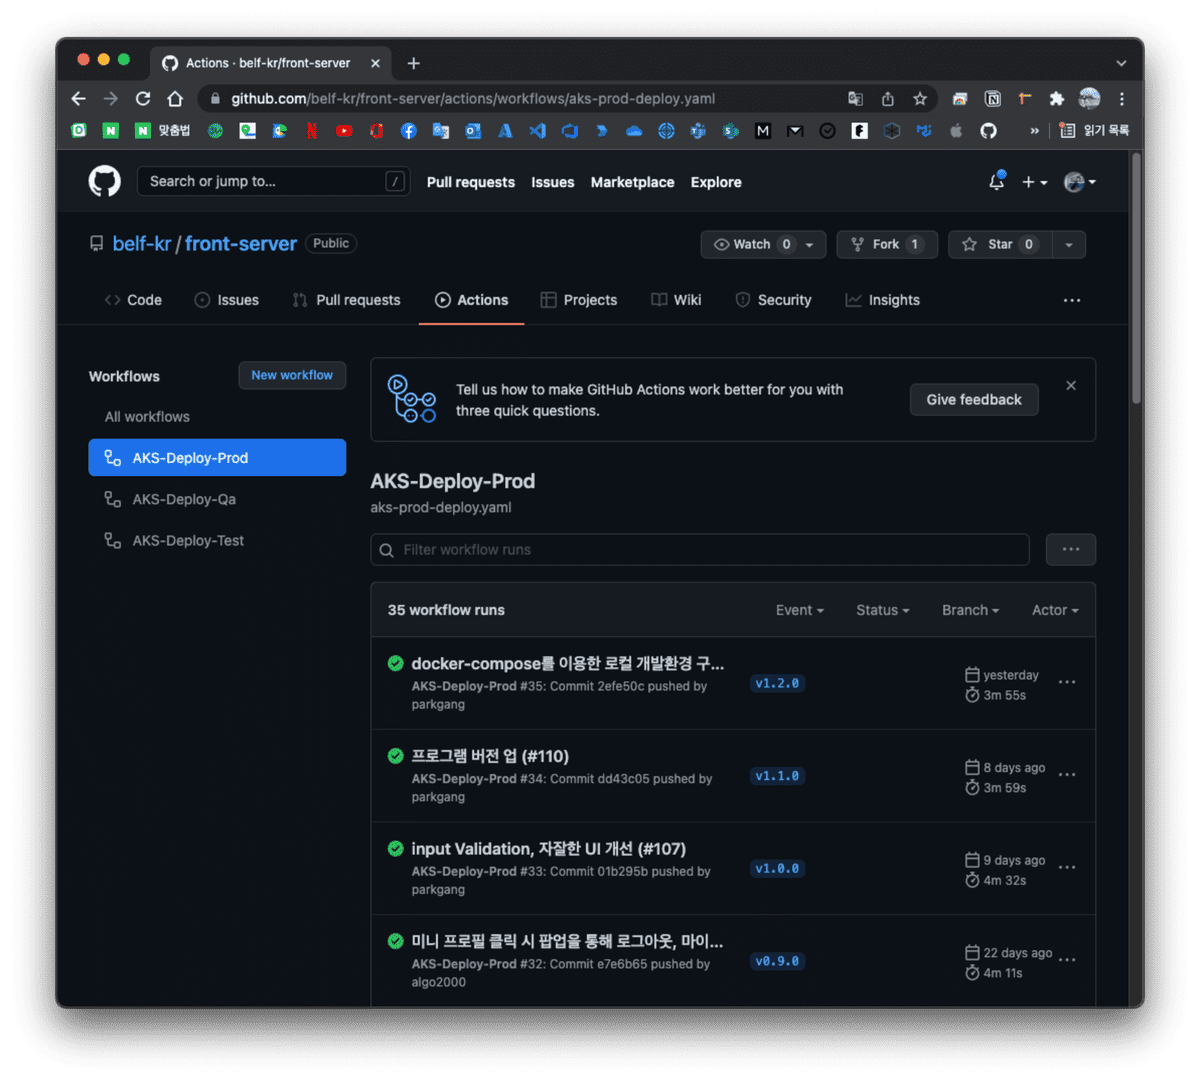 Actions · belf-kr/front-server
github.com/belf-kr/front-server/actions/workflows/aks-prod-deploy.yaml
맞춤법
읽기 목록
Search or jump to...
/
Pull requests
Issues
Marketplace
Explore
belf-kr / front-server
Public
Watch 0
Fork 1
Star 0
Code
Issues
Pull requests
Actions
Projects
Wiki
Security
Insights
Workflows
New workflow
All workflows
AKS-Deploy-Prod
AKS-Deploy-Qa
AKS-Deploy-Test
Tell us how to make GitHub Actions work better for you with
three quick questions.
Give feedback
AKS-Deploy-Prod
aks-prod-deploy.yaml
Filter workflow runs
35 workflow runs
Event
Status
Branch
Actor
docker-compose를 이용한 로컬 개발환경 구...
AKS-Deploy-Prod #35: Commit 2efe50c pushed by
parkgang
v1.2.0
yesterday
3m 55s
프로그램 버전 업 (#110)
AKS-Deploy-Prod #34: Commit dd43c05 pushed by
parkgang
v1.1.0
8 days ago
3m 59s
input Validation, 자잘한 UI 개선 (#107)
AKS-Deploy-Prod #33: Commit 01b295b pushed by
parkgang
v1.0.0
9 days ago
4m 32s
미니 프로필 클릭 시 팝업을 통해 로그아웃, 마이...
AKS-Deploy-Prod #32: Commit e7e6b65 pushed by
algo2000
v0.9.0
22 days ago
4m 11s